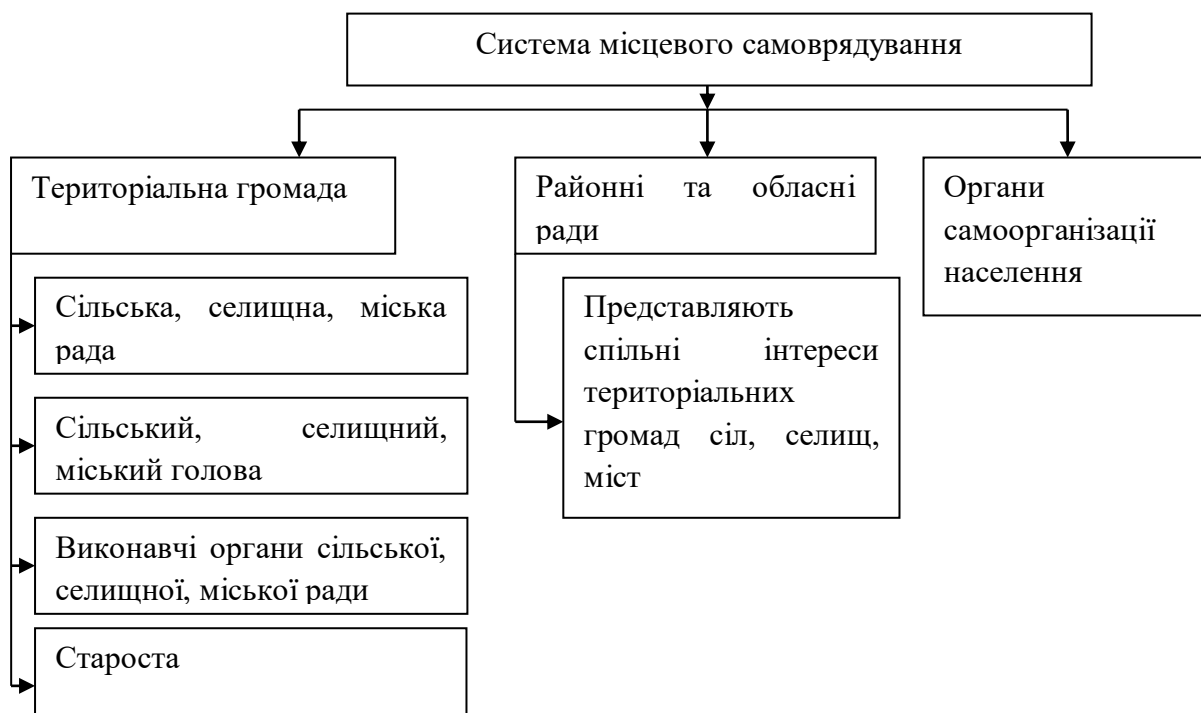 Система місцевого самоврядування
Територіальна громада
Сільська, селищна, міська
рада
Сільський, селищний,
міський голова
Виконавчі органи сільської,
селищної, міської ради
Староста
Районні та обласні
ради
Представляють
спільні інтереси
територіальних
громад сіл, селищ,
міст
Органи
самоорганізації
населення